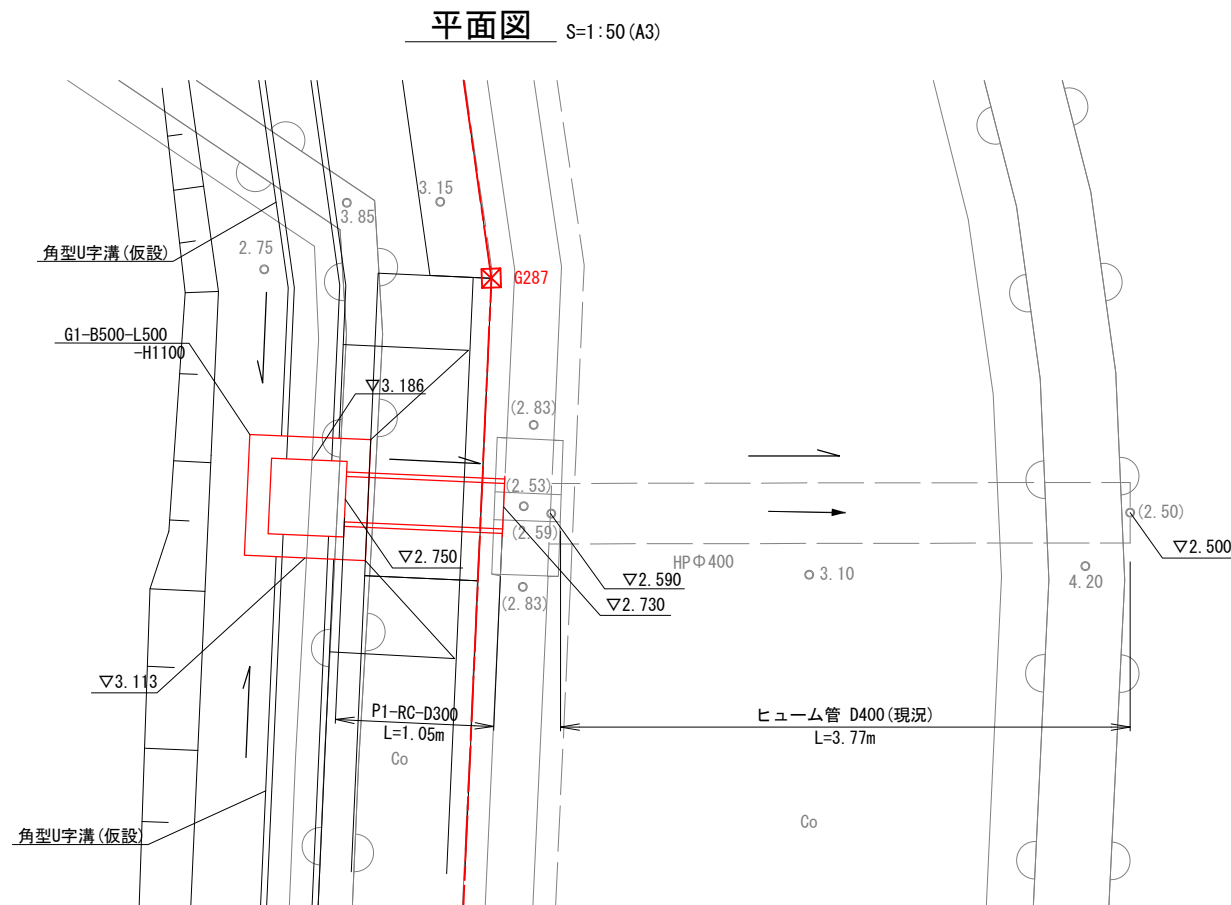 平面図 S=1:50(A3)
3.15
3.85
2.75
角型U字溝(仮設)
G287
G1-B500-L500
-H1100
▽3.186
(2.83)
(2.53)
(2.59)
(2.50)
▽2.500
▽2.750
HPΦ400
3.10
4.20
▽2.590
(2.83)
▽2.730
▽3.113
P1-RC-D300
L=1.05m
ヒューム管 D400(現況)
L=3.77m
Co
Co
角型U字溝(仮設)